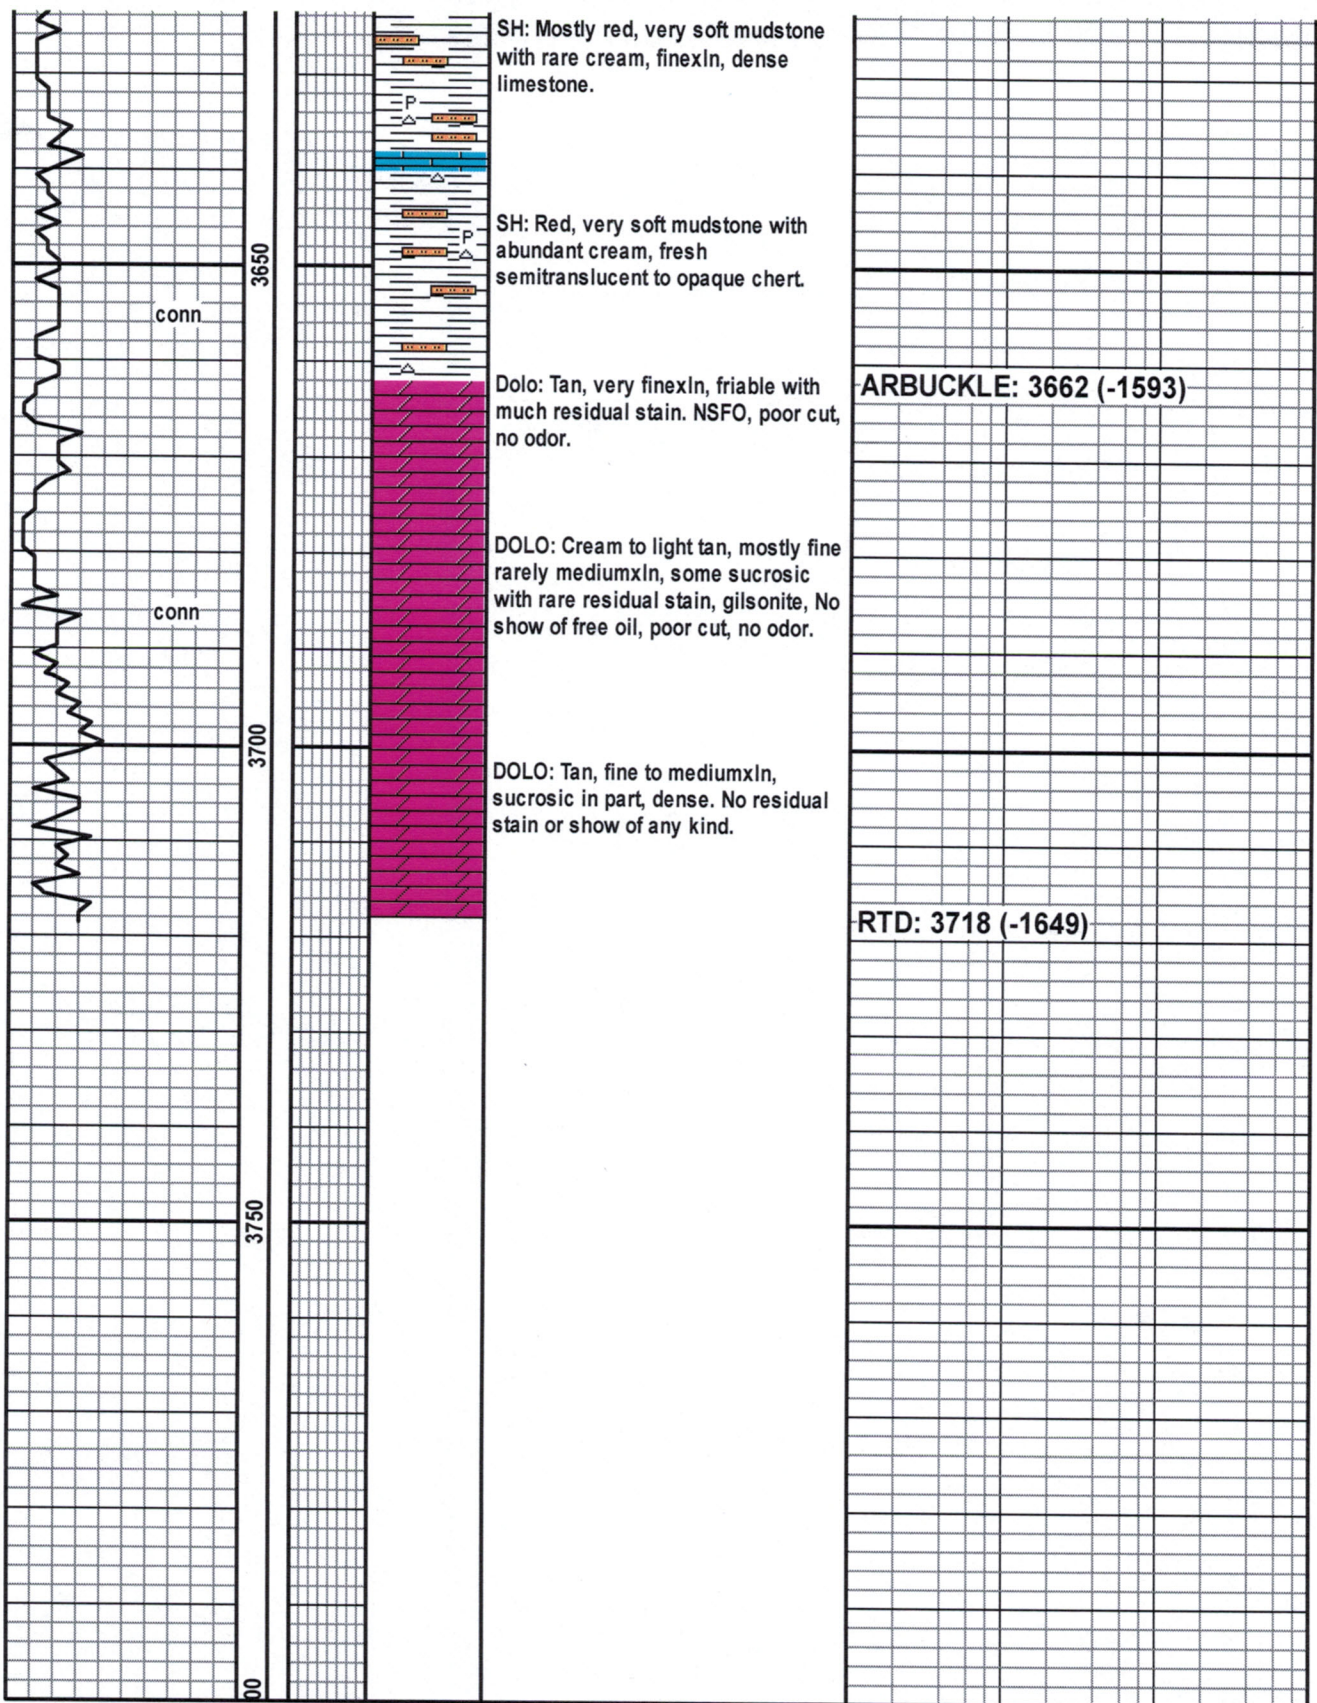 SH: Mostly red, very soft mudstone
with rare cream, finexln, dense
limestone.
P
SH: Red, very soft mudstone with
abundant cream, fresh
semitranslucent to opaque chert.
P
3650
conn
Dolo: Tan, very finexln, friable with
much residual stain. NSFO, poor cut,
no odor.
ARBUCKLE: 3662 (-1593)
DOLO: Cream to light tan, mostly fine
rarely mediumxln, some sucrosic
with rare residual stain, gilsonite, No
show of free oil, poor cut, no odor.
conn
3700
DOLO: Tan, fine to mediumxln,
sucrosic in part, dense. No residual
stain or show of any kind.
RTD: 3718 (-1649)
3750
00